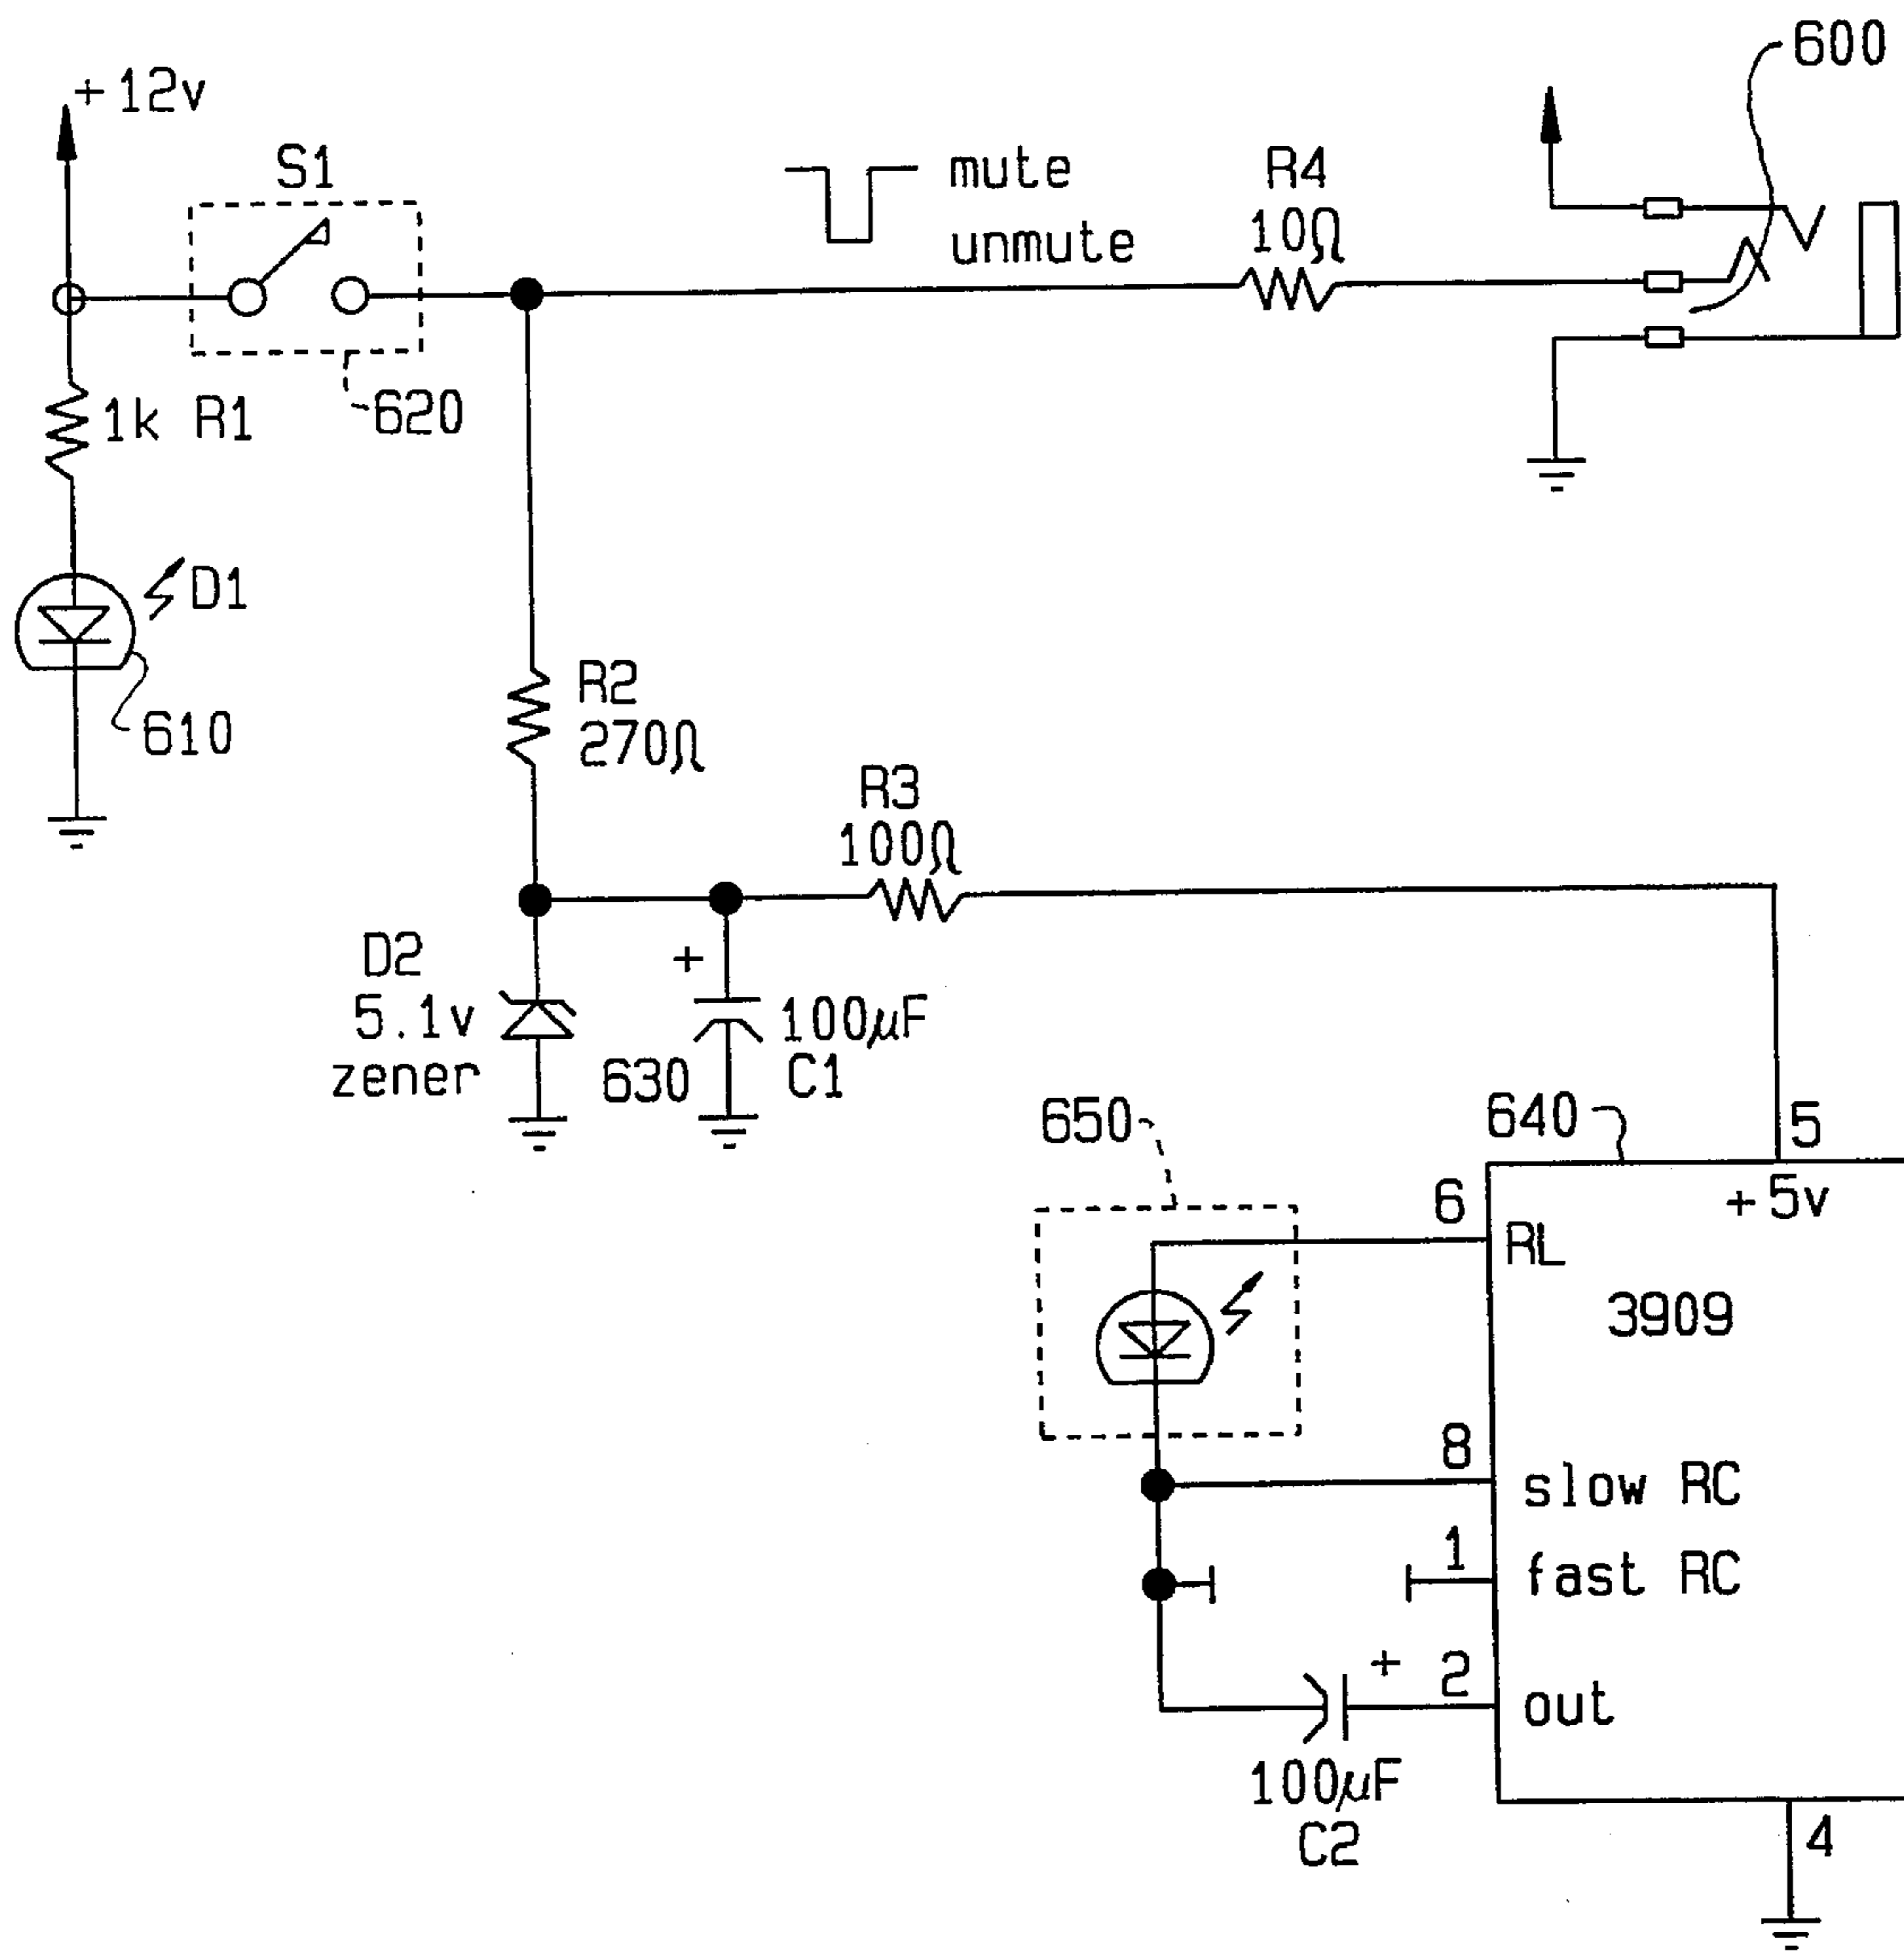 600
+12v
S1
mute
unmute
R4
10Ω
620
1k R1
D1
610
R2
270Ω
R3
100Ω
D2
5.1v
zener
+
100µF
C1
630
650
640
5
+5v
6
RL
3909
8
slow RC
1
fast RC
+
2
out
100µF
C2
4